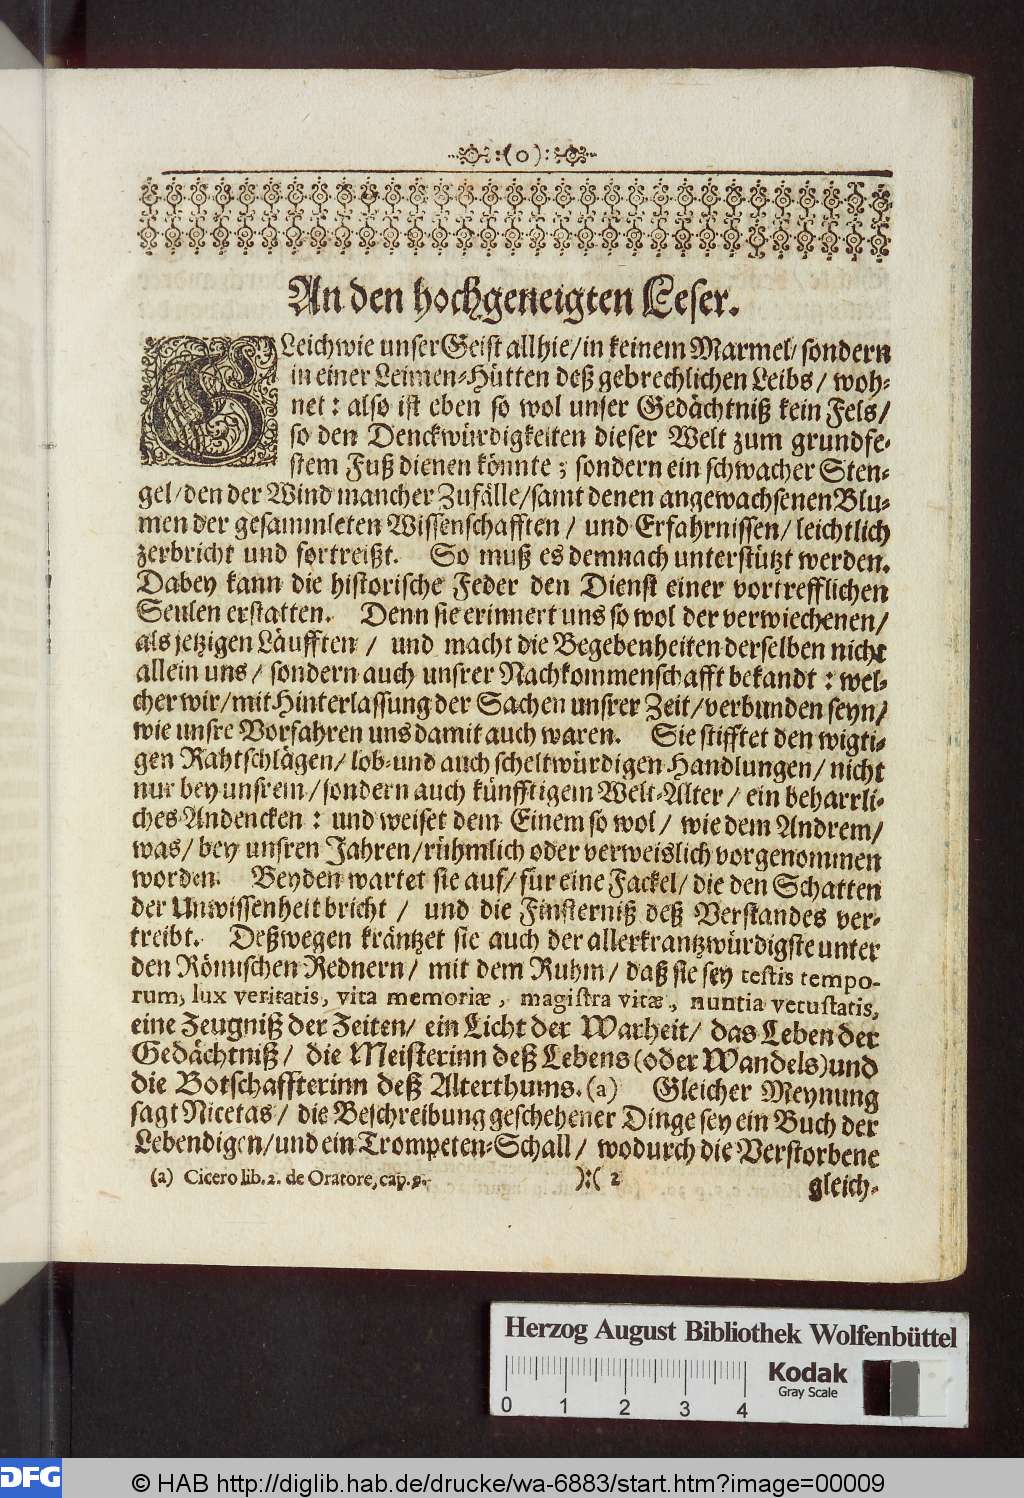 :(o):
An den hochgeneigten Leser.
GLeichwie unser Geist allhie/ in keinem Marmel/ sondern
in einer Leimen-Hütten deß gebrechlichen Leibs/ woh-
net: also ist eben so wol unser Gedächtniß kein Fels/
so den Denckwürdigkeiten dieser Welt zum grundfe-
stem Fuß dienen könnte; sondern ein schwacher Sten-
gel/ den der Wind mancher Zufälle/ samt denen angewachsenen Blu-
men der gesammleten Wissenschafften/ und Erfahrnissen/ leichtlich
zerbricht und fortreißt. So muß es demnach unterstützt werden.
Dabey kann die historische Feder den Dienst einer vortrefflichen
Seulen erstatten. Denn sie erinnert uns so wol der verwiechenen/
als jetzigen Läufften/ und macht die Begebenheiten derselben nicht
allein uns/ sondern auch unsrer Nachkommenschafft bekandt: wel-
cher wir/ mit Hinterlassung der Sachen unsrer Zeit/ verbunden seyn/
wie unsre Vorfahren uns damit auch waren. Sie stifftet den wigti-
gen Rahtschlägen/ lob- und auch scheltwürdigen Handlungen/ nicht
nur bey unsrem/ sondern auch künfftigem Welt-Alter/ ein beharrli-
ches Andencken: und weiset dem Einem so wol/ wie dem Andrem/
was/ bey unsren Jahren/ rühmlich oder verweislich vorgenommen
worden. Beyden wartet sie auf/ für eine Fackel/ die den Schatten
der Unwissenheit bricht/ und die Finsterniß deß Verstandes ver-
treibt. Deßwegen kräntzet sie auch der allerkrantzwürdigste unter
den Römischen Rednern/ mit dem Ruhm/ daß sie sey testis tempo-
rum, lux veritatis, vita memoriæ, magistra vitæ, nuntia vetustatis,
eine Zeugniß der Zeiten/ ein Licht der Warheit/ das Leben der
Gedächtniß/ die Meisterinn deß Lebens (oder Wandels) und
die Botschaffterinn deß Alterthums. (a) Gleicher Meynung
sagt Nicetas/ die Beschreibung geschehener Dinge sey ein Buch der
Lebendigen/ und ein Trompeten-Schall/ wodurch die Verstorbene
(a) Cicero lib. 2. de Oratore, cap. 9. ):( 2 gleich-
Herzog August Bibliothek Wolfenbüttel
Kodak
Gray Scale
0 1 2 3 4
DFG © HAB http://diglib.hab.de/drucke/wa-6883/start.htm?image=00009